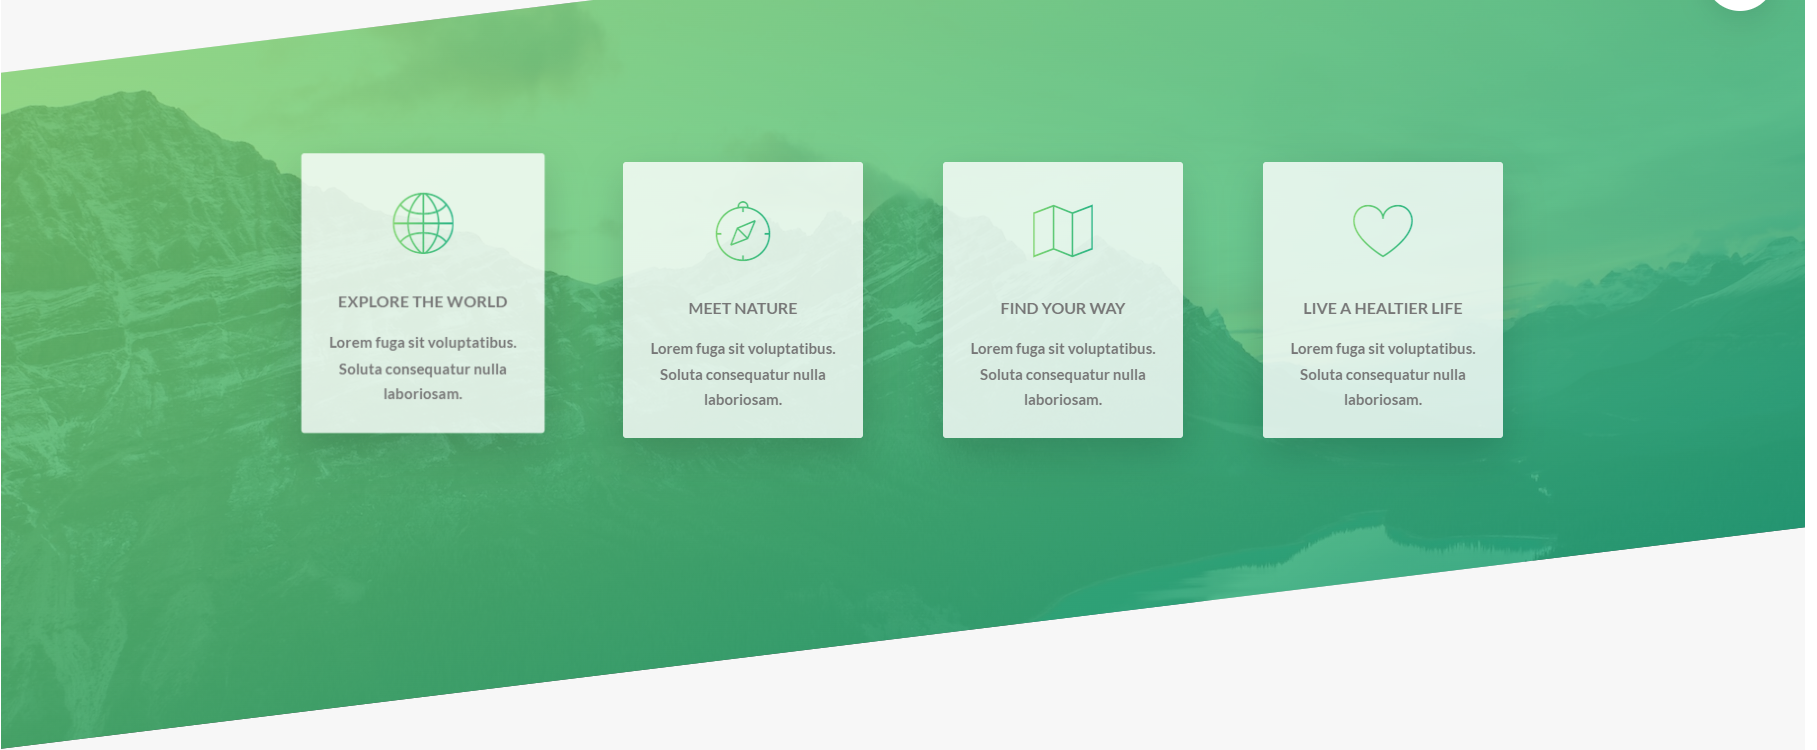 EXPLORE THE WORLD
Lorem fuga sit voluptatibus.
Soluta consequatur nulla
laboriosam.
MEET NATURE
Lorem fuga sit voluptatibus.
Soluta consequatur nulla
laboriosam.
FIND YOUR WAY
Lorem fuga sit voluptatibus.
Soluta consequatur nulla
laboriosam.
LIVE A HEALTIER LIFE
Lorem fuga sit voluptatibus.
Soluta consequatur nulla
laboriosam.